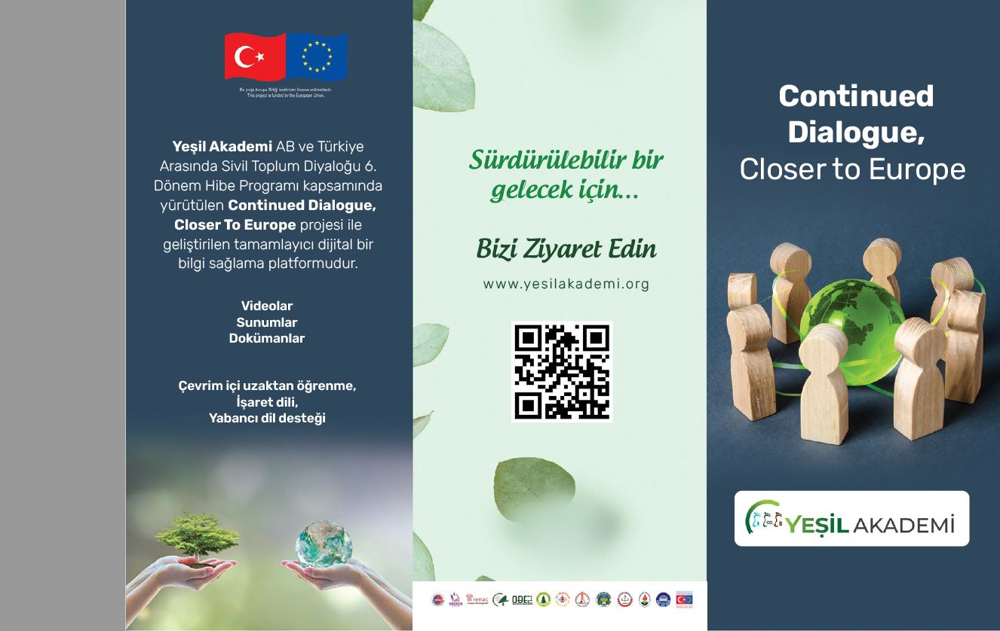 Bu proje Avrupa Birliği tarafından finanse edilmektedir.
This project is funded by the European Union.
Yeşil Akademi AB ve Türkiye
Arasında Sivil Toplum Diyaloğu 6.
Dönem Hibe Programı kapsamında
yürütülen Continued Dialogue,
Closer To Europe projesi ile
geliştirilen tamamlayıcı dijital bir
bilgi sağlama platformudur.
Videolar
Sunumlar
Dokümanlar
Çevrim içi uzaktan öğrenme,
İşaret dili,
Yabancı dil desteği
Sürdürülebilir bir
gelecek için...
Bizi Ziyaret Edin
www.yesilakademi.org
renac
Continued
Dialogue,
Closer to Europe
YEŞİL AKADEMİ